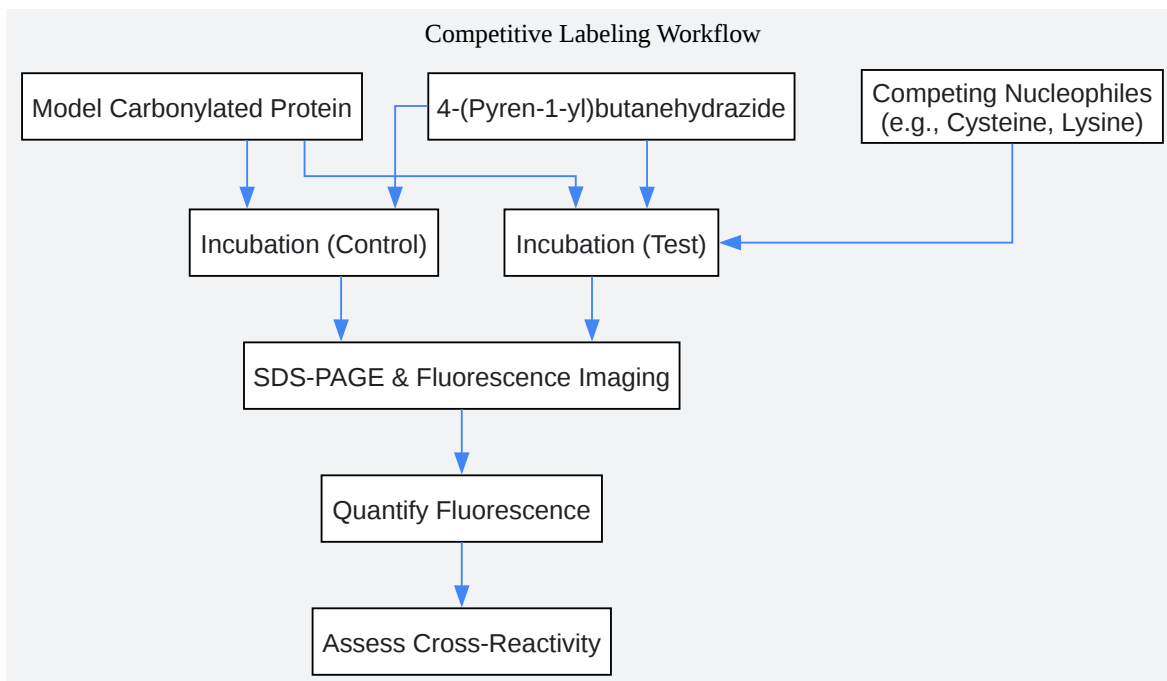 Competitive Labeling Workflow
Model Carbonylated Protein
4-(Pyren-1-yl)butanehydrazide
Competing Nucleophiles
(e.g., Cysteine, Lysine)
Incubation (Control)
Incubation (Test)
SDS-PAGE & Fluorescence Imaging
Quantify Fluorescence
Assess Cross-Reactivity